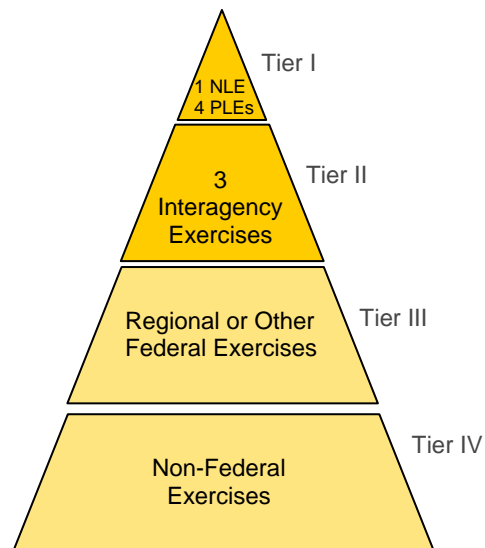 Tier I
1 NLE
4 PLEs
Tier II
3
Interagency
Exercises
Tier III
Regional or Other
Federal Exercises
Tier IV
Non-Federal
Exercises